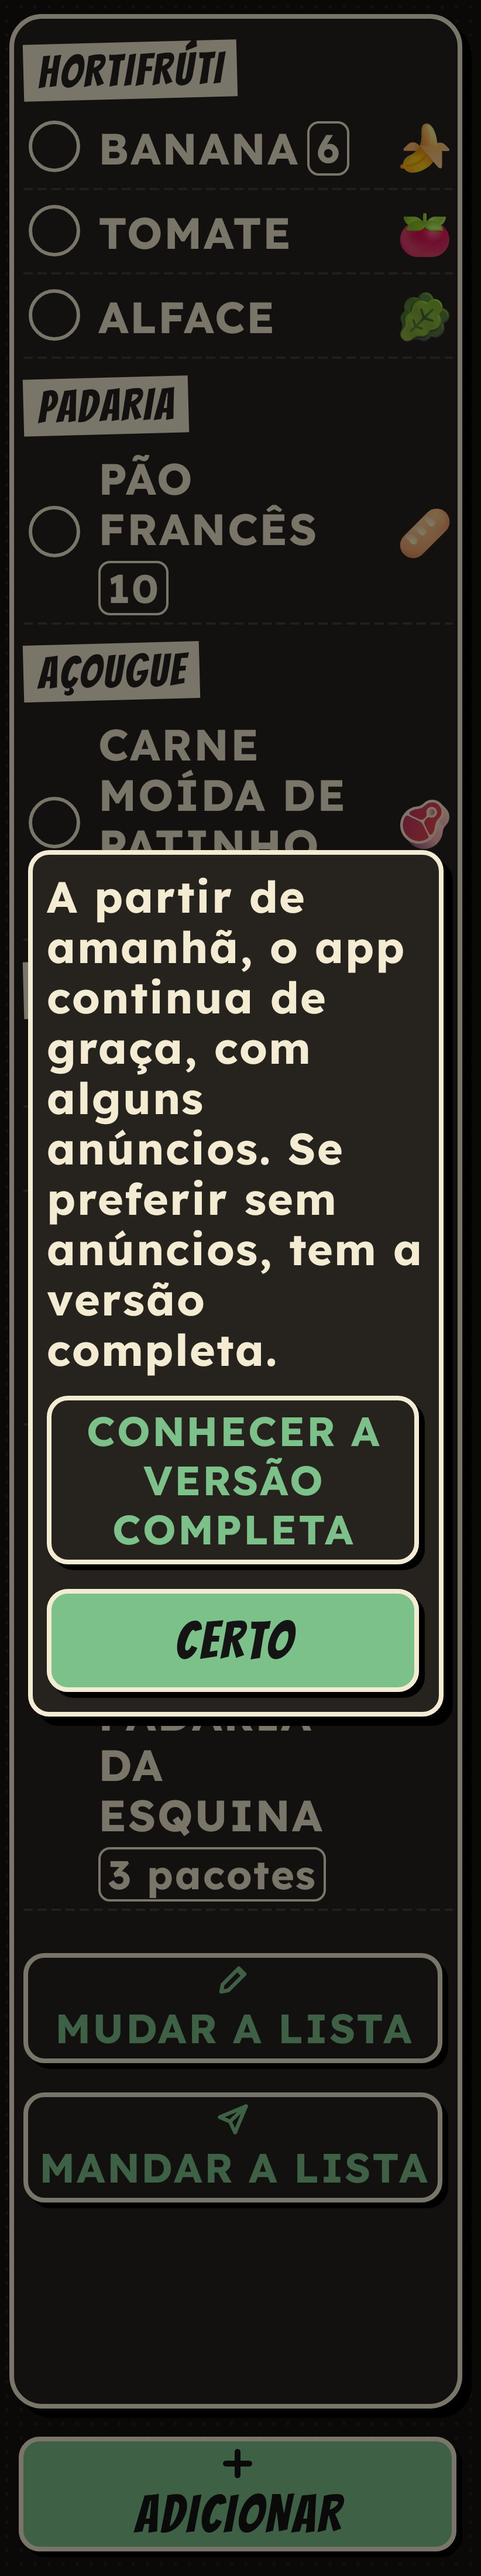 HORTIFRÚTI
BANANA 6
TOMATE
ALFACE
PADARIA
PÃO
FRANCÊS
10
AÇOUGUE
CARNE
MOÍDA DE
PATINHO
A partir de
amanhã, o app
continua de
graça, com
alguns
anúncios. Se
preferir sem
anúncios, tem a
versão
completa.
CONHECER A
VERSÃO
COMPLETA
CERTO
PADARIA
DA
ESQUINA
3 pacotes
MUDAR A LISTA
MANDAR A LISTA
ADICIONAR